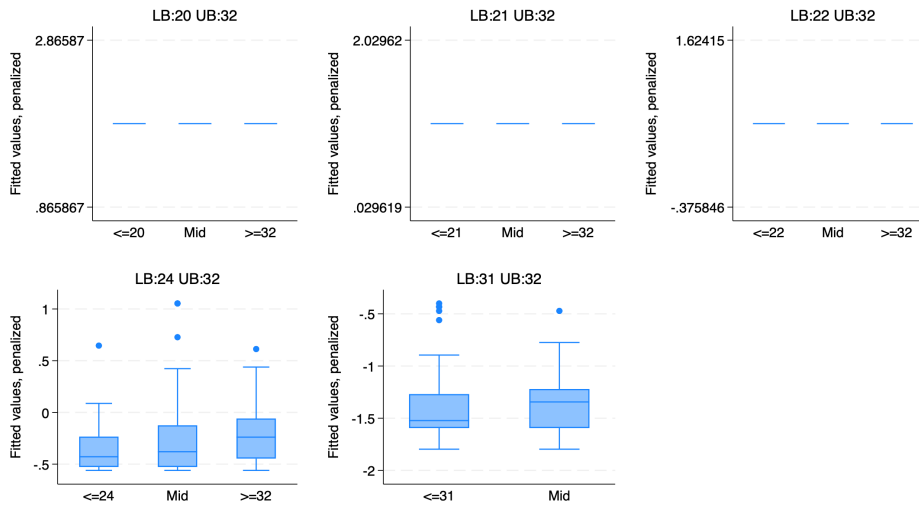 LB:20 UB:32
Fitted values, penalized
2.86587
.865867
<=20 Mid >=32
LB:21 UB:32
Fitted values, penalized
2.02962
.029619
<=21 Mid >=32
LB:22 UB:32
Fitted values, penalized
1.62415
-.375846
<=22 Mid >=32
LB:24 UB:32
Fitted values, penalized
1
.5
0
-.5
<=24 Mid >=32
LB:31 UB:32
Fitted values, penalized
-.5
-1
-1.5
-2
<=31 Mid